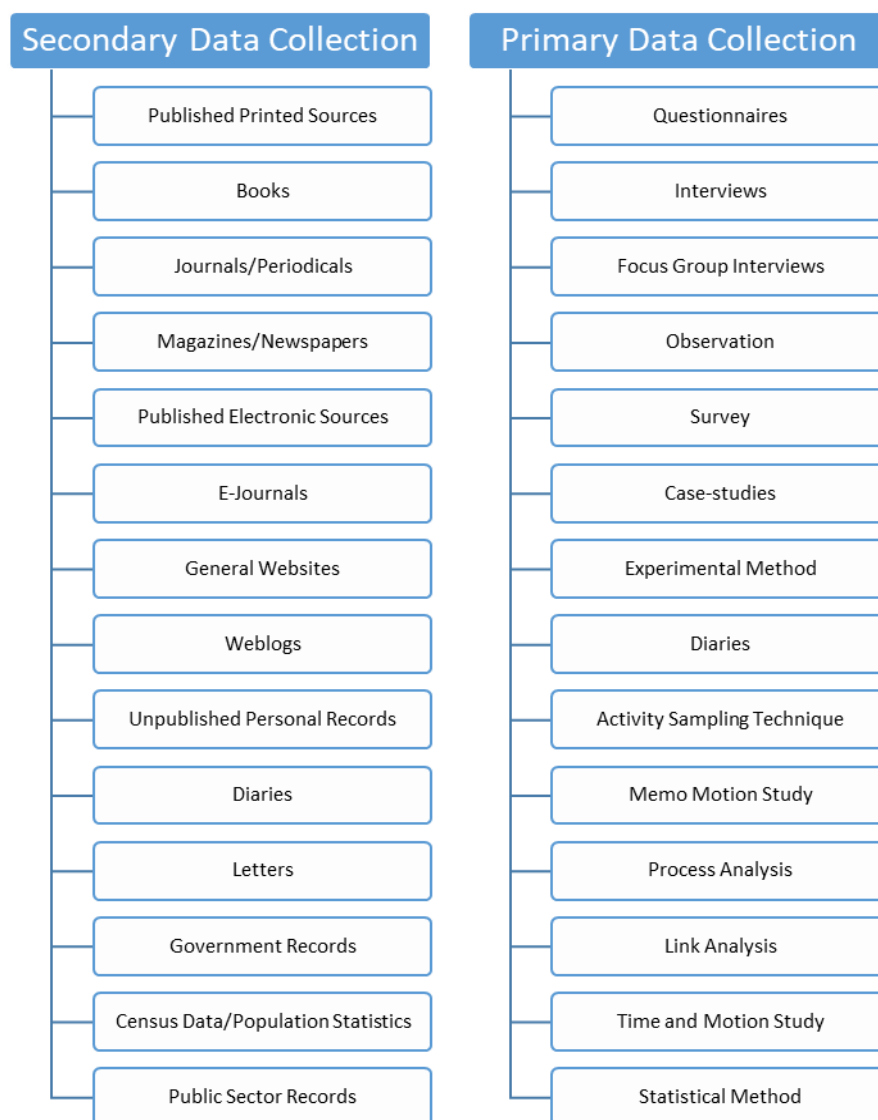 Secondary Data Collection
Published Printed Sources
Books
Journals/Periodicals
Magazines/Newspapers
Published Electronic Sources
E-Journals
General Websites
Weblogs
Unpublished Personal Records
Diaries
Letters
Government Records
Census Data/Population Statistics
Public Sector Records
Primary Data Collection
Questionnaires
Interviews
Focus Group Interviews
Observation
Survey
Case-studies
Experimental Method
Diaries
Activity Sampling Technique
Memo Motion Study
Process Analysis
Link Analysis
Time and Motion Study
Statistical Method